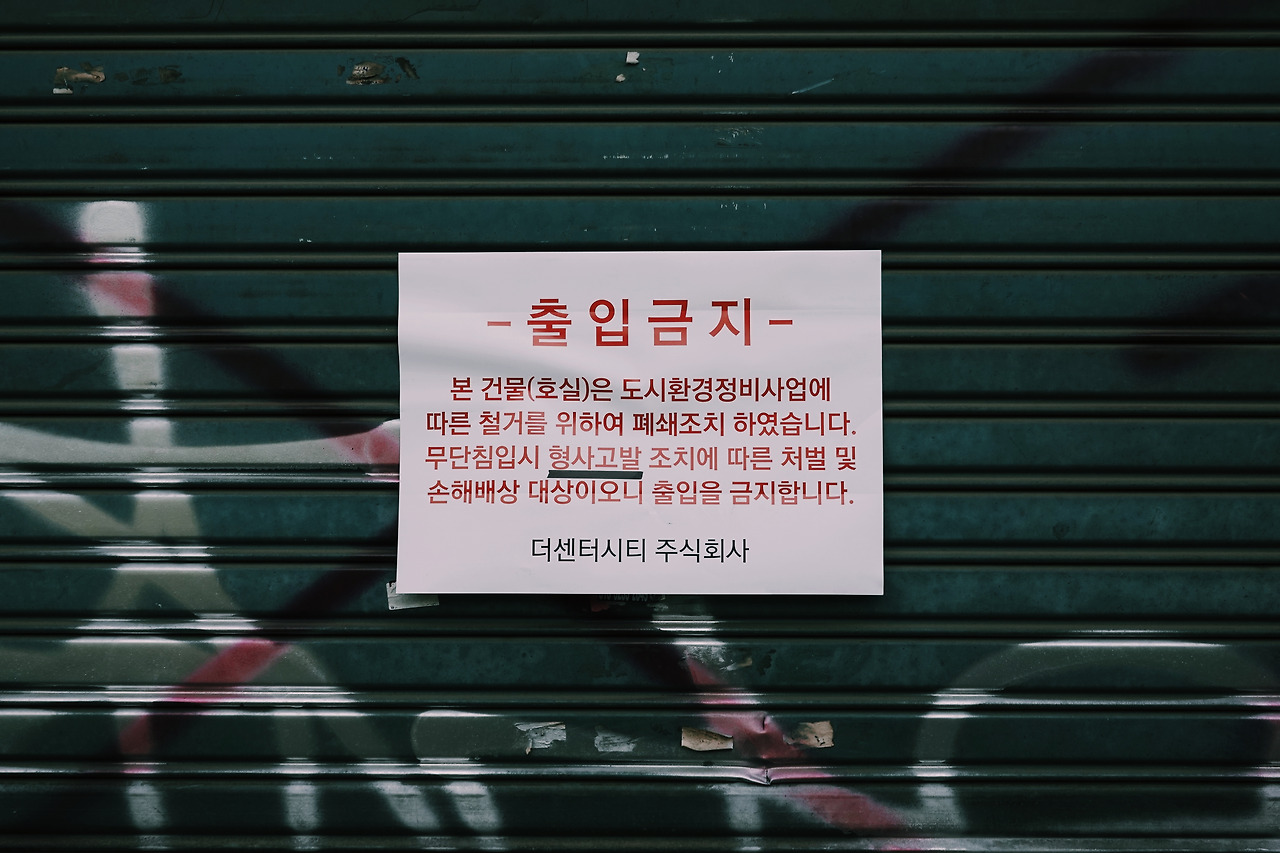 – 출입금지 –
본 건물(호실)은 도시환경정비사업에
따른 철거를 위하여 폐쇄조치 하였습니다.
무단침입시 형사고발 조치에 따른 처벌 및
손해배상 대상이오니 출입을 금지합니다.
더센터시티 주식회사